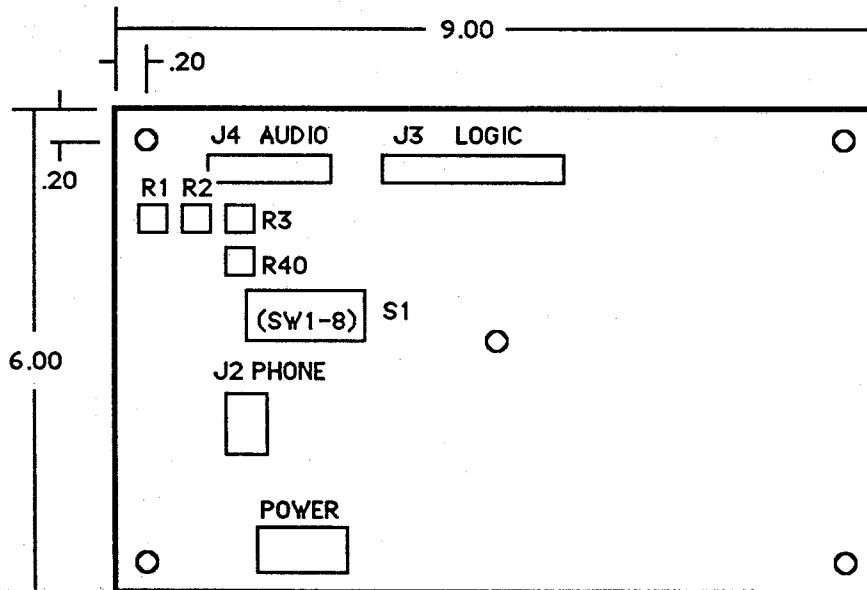 9.00
.20
J4 AUDIO
J3 LOGIC
.20
R1 R2
R3
R40
(SW1-8) S1
6.00
J2 PHONE
POWER